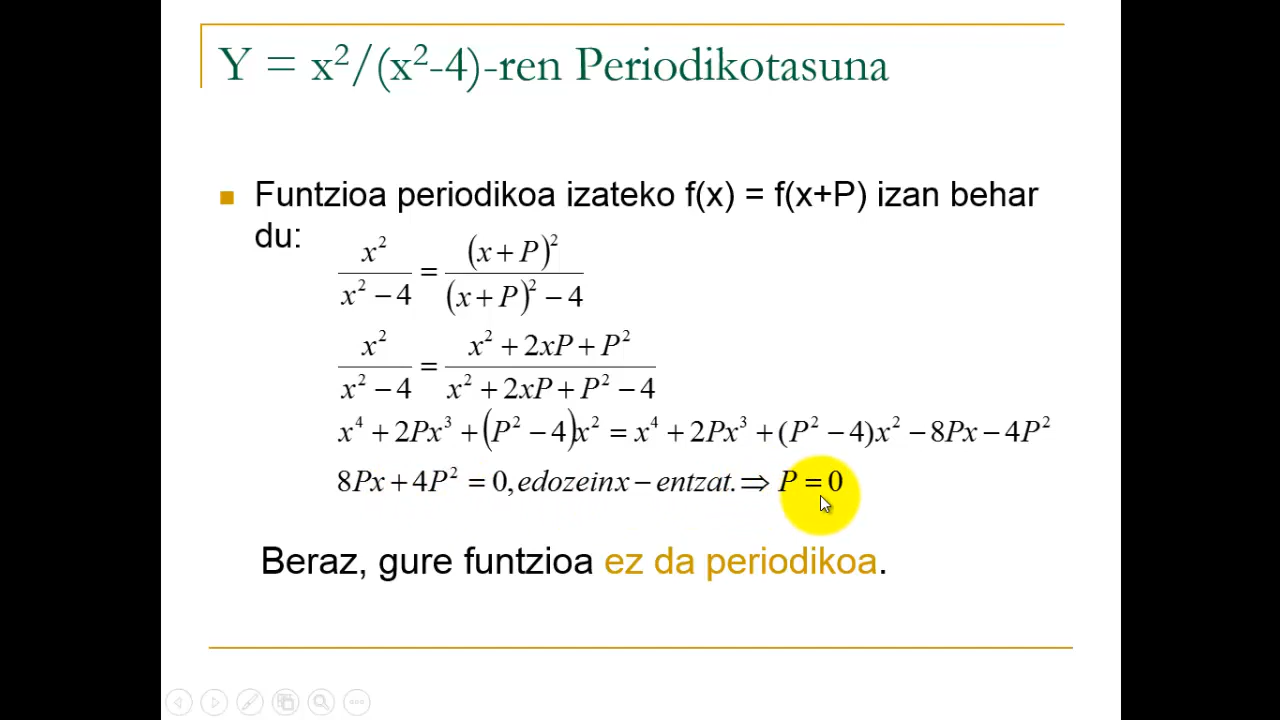 Y = x²/(x²-4)-ren Periodikotasuna
Funtzioa periodikoa izateko f(x) = f(x+P) izan behar
du:
x²/(x² − 4) = (x + P)²/((x + P)² − 4)
x²/(x² − 4) = (x² + 2xP + P²)/(x² + 2xP + P² − 4)
x⁴ + 2Px³ + (P² − 4)x² = x⁴ + 2Px³ + (P² − 4)x² − 8Px − 4P²
8Px + 4P² = 0, edozeinx − entzat. ⇒ P = 0
Beraz, gure funtzioa ez da periodikoa.